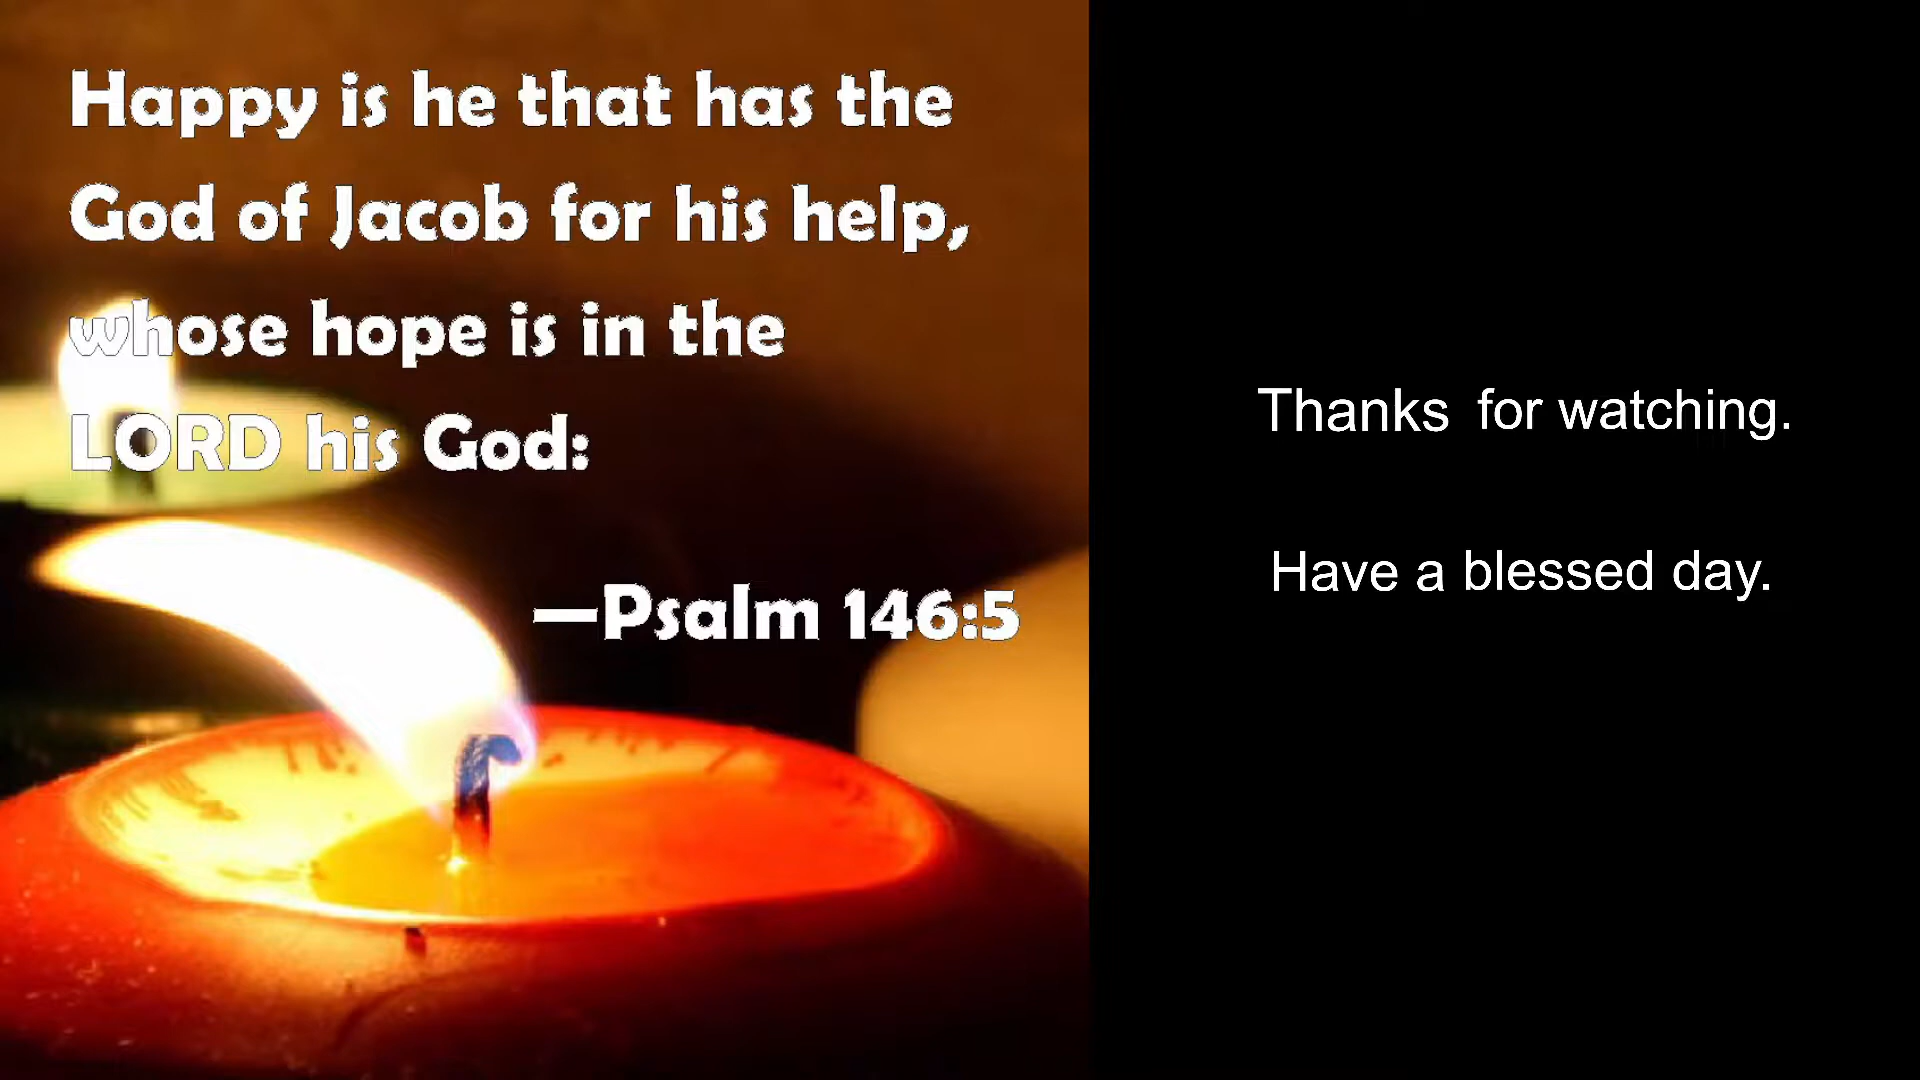 Happy is he that has the
God of Jacob for his help,
whose hope is in the
LORD his God:
—Psalm 146:5
Thanks for watching.
Have a blessed day.